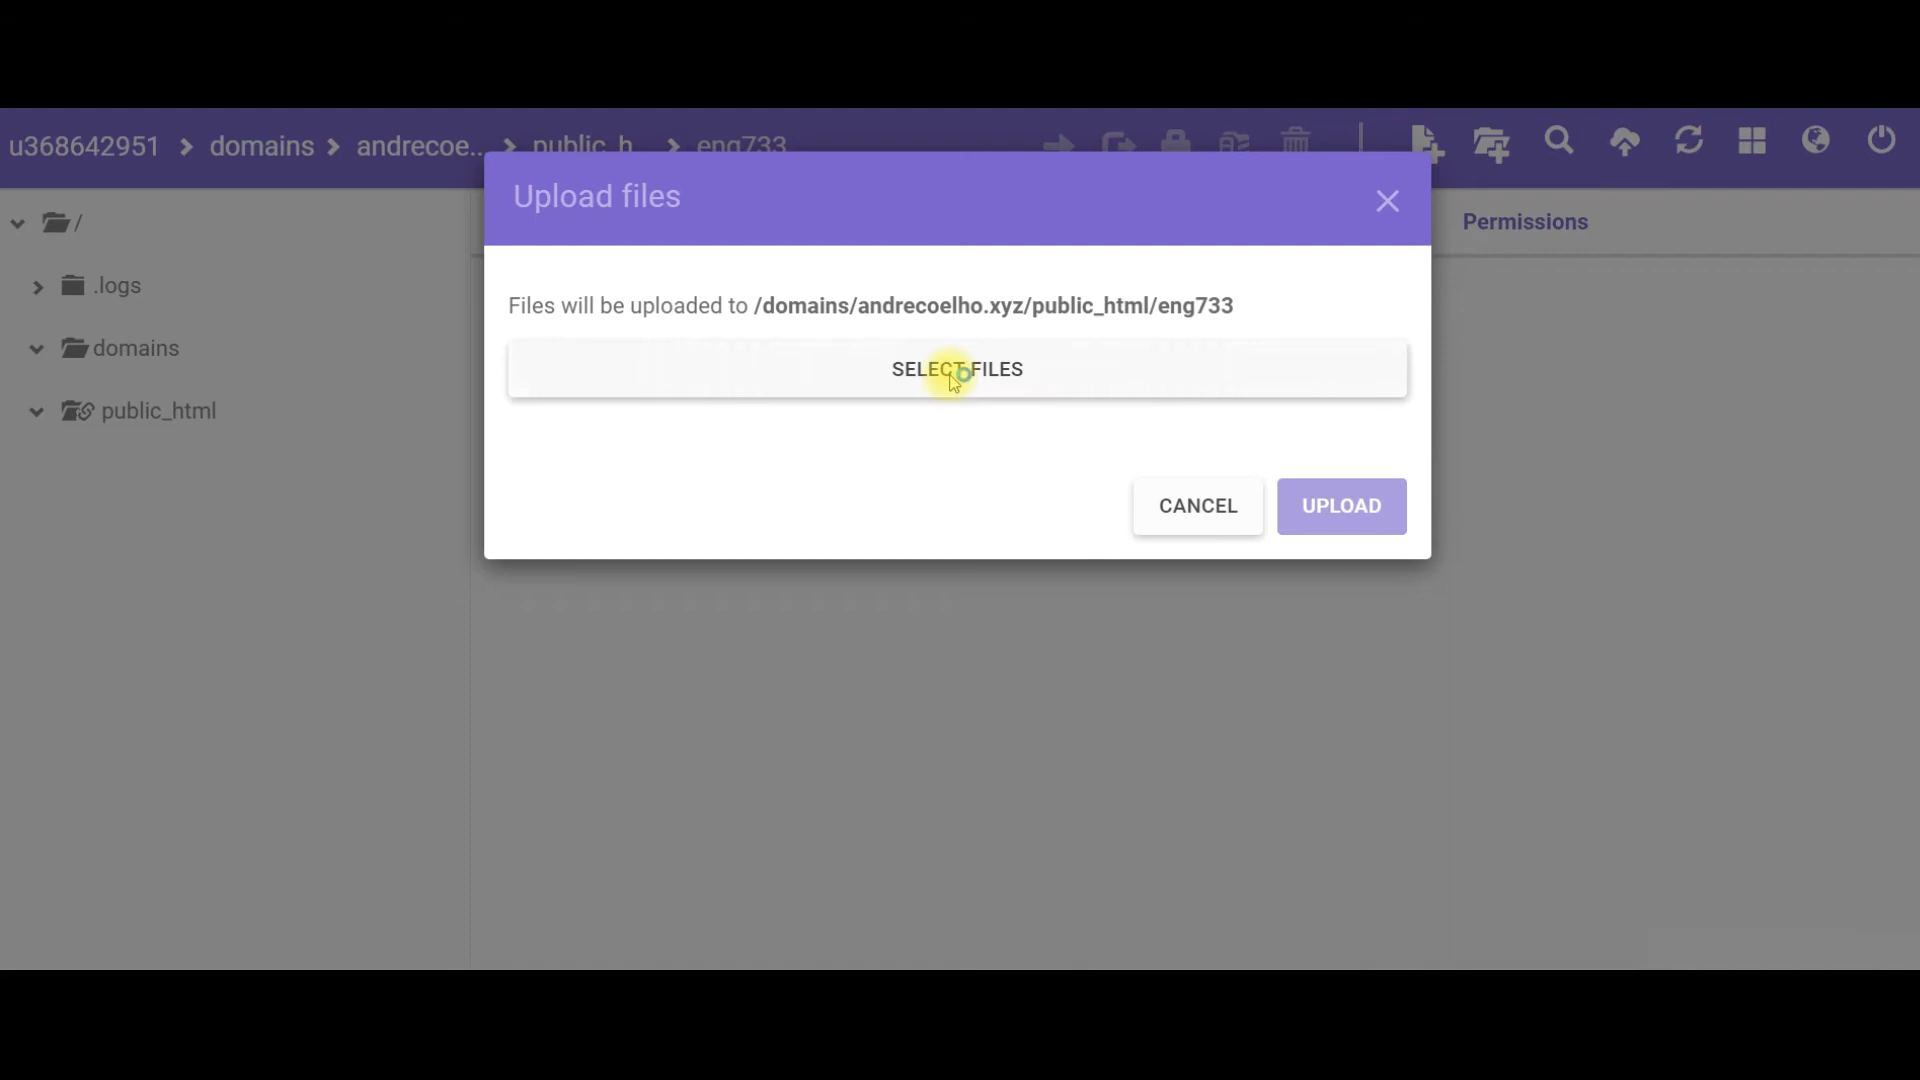 u368642951 domains andrecoe.. public_h eng733
Upload files
Permissions
/
.logs
domains
public_html
Files will be uploaded to /domains/andrecoelho.xyz/public_html/eng733
SELECT FILES
CANCEL UPLOAD